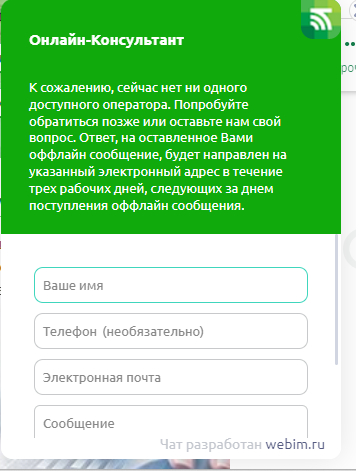 Онлайн-Консультант
К сожалению, сейчас нет ни одного
доступного оператора. Попробуйте
обратиться позже или оставьте нам свой
вопрос. Ответ, на оставленное Вами
оффлайн сообщение, будет направлен на
указанный электронный адрес в течение
трех рабочих дней, следующих за днем
поступления оффлайн сообщения.
Ваше имя
Телефон (необязательно)
Электронная почта
Сообщение
Чат разработан webim.ru